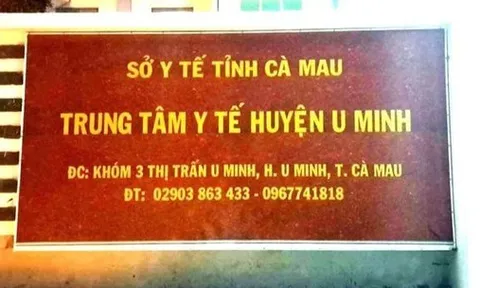 SỞ Y TẾ TỈNH CÀ MAU
TRUNG TÂM Y TẾ HUYỆN U MINH
ĐC: KHÓM 3 THỊ TRẤN U MINH, H. U MINH, T. CÀ MAU
ĐT: 02903 863 433 - 0967741818